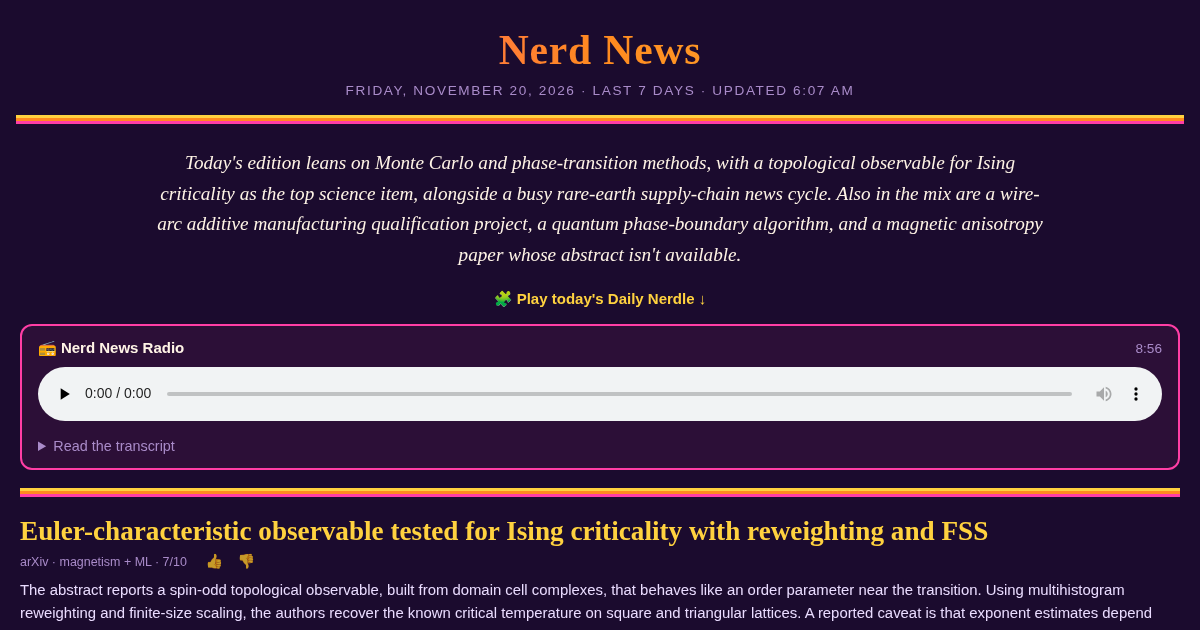 Nerd News
FRIDAY, NOVEMBER 20, 2026 · LAST 7 DAYS · UPDATED 6:07 AM
Today's edition leans on Monte Carlo and phase-transition methods, with a topological observable for Ising
criticality as the top science item, alongside a busy rare-earth supply-chain news cycle. Also in the mix are a wire-
arc additive manufacturing qualification project, a quantum phase-boundary algorithm, and a magnetic anisotropy
paper whose abstract isn't available.
🧩 Play today's Daily Nerdle ↓
📻 Nerd News Radio 8:56
0:00 / 0:00
Read the transcript
Euler-characteristic observable tested for Ising criticality with reweighting and FSS
arXiv · magnetism + ML · 7/10 👍 👎
The abstract reports a spin-odd topological observable, built from domain cell complexes, that behaves like an order parameter near the transition. Using multihistogram
reweighting and finite-size scaling, the authors recover the known critical temperature on square and triangular lattices. A reported caveat is that exponent estimates depend